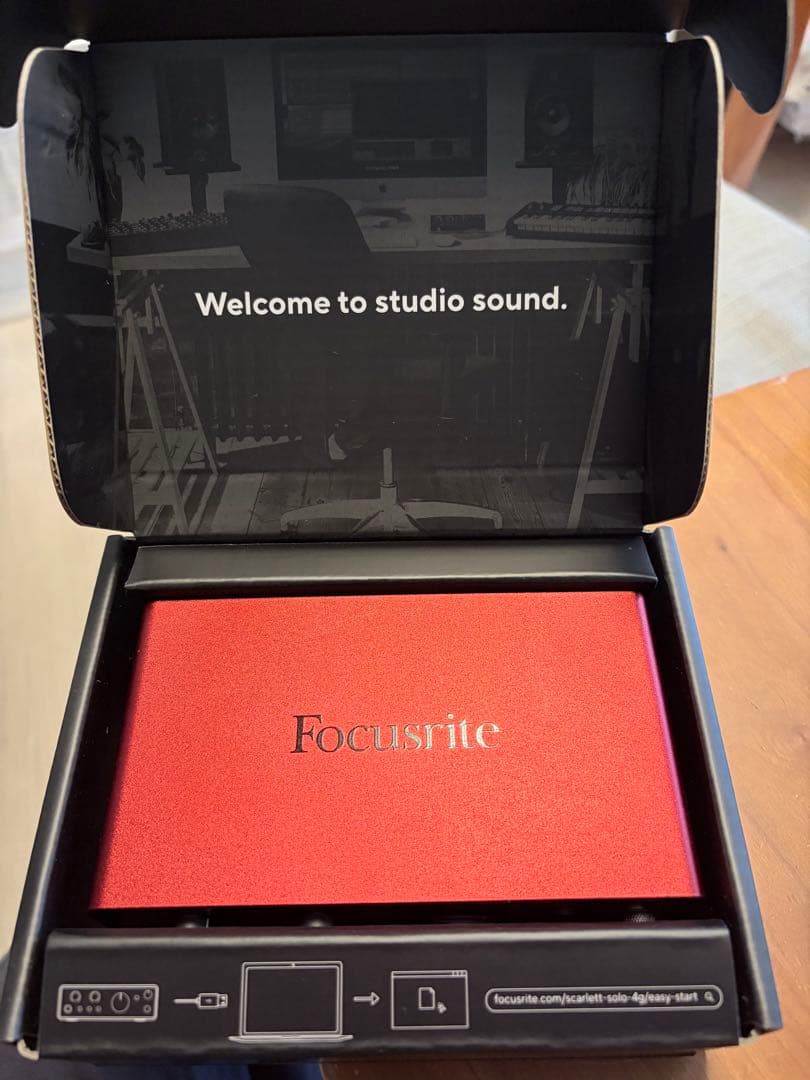 Welcome to studio sound.
Focusrite
focusrite.com/scarlett-solo-4g/easy-start